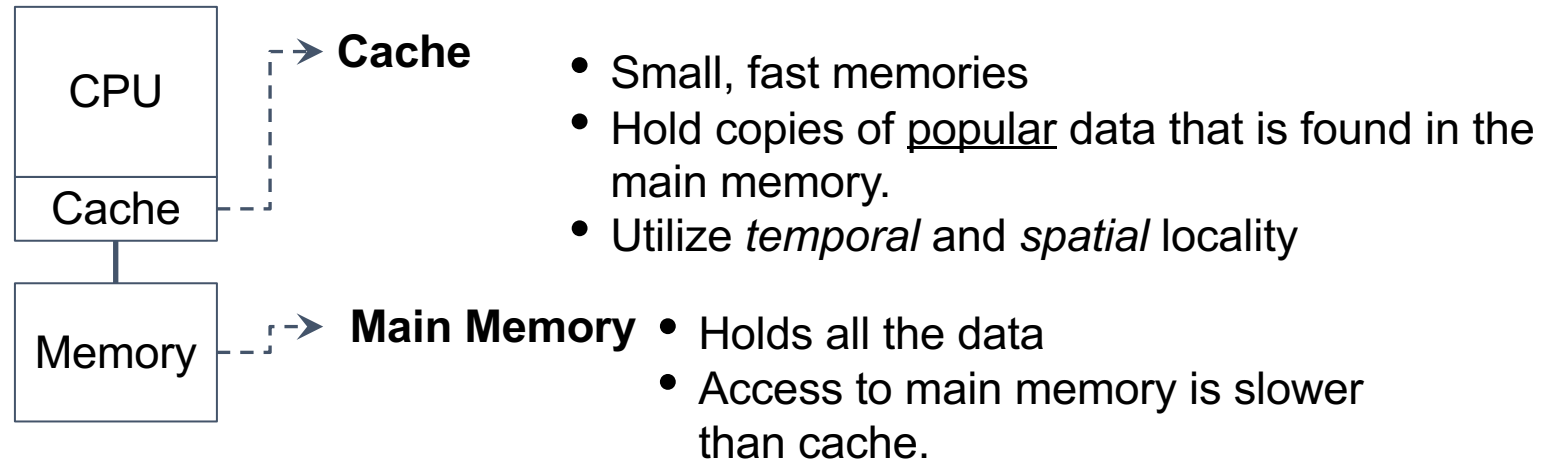 CPU
Cache
Memory
Cache
• Small, fast memories
• Hold copies of popular data that is found in the
main memory.
• Utilize temporal and spatial locality
Main Memory
• Holds all the data
• Access to main memory is slower
than cache.